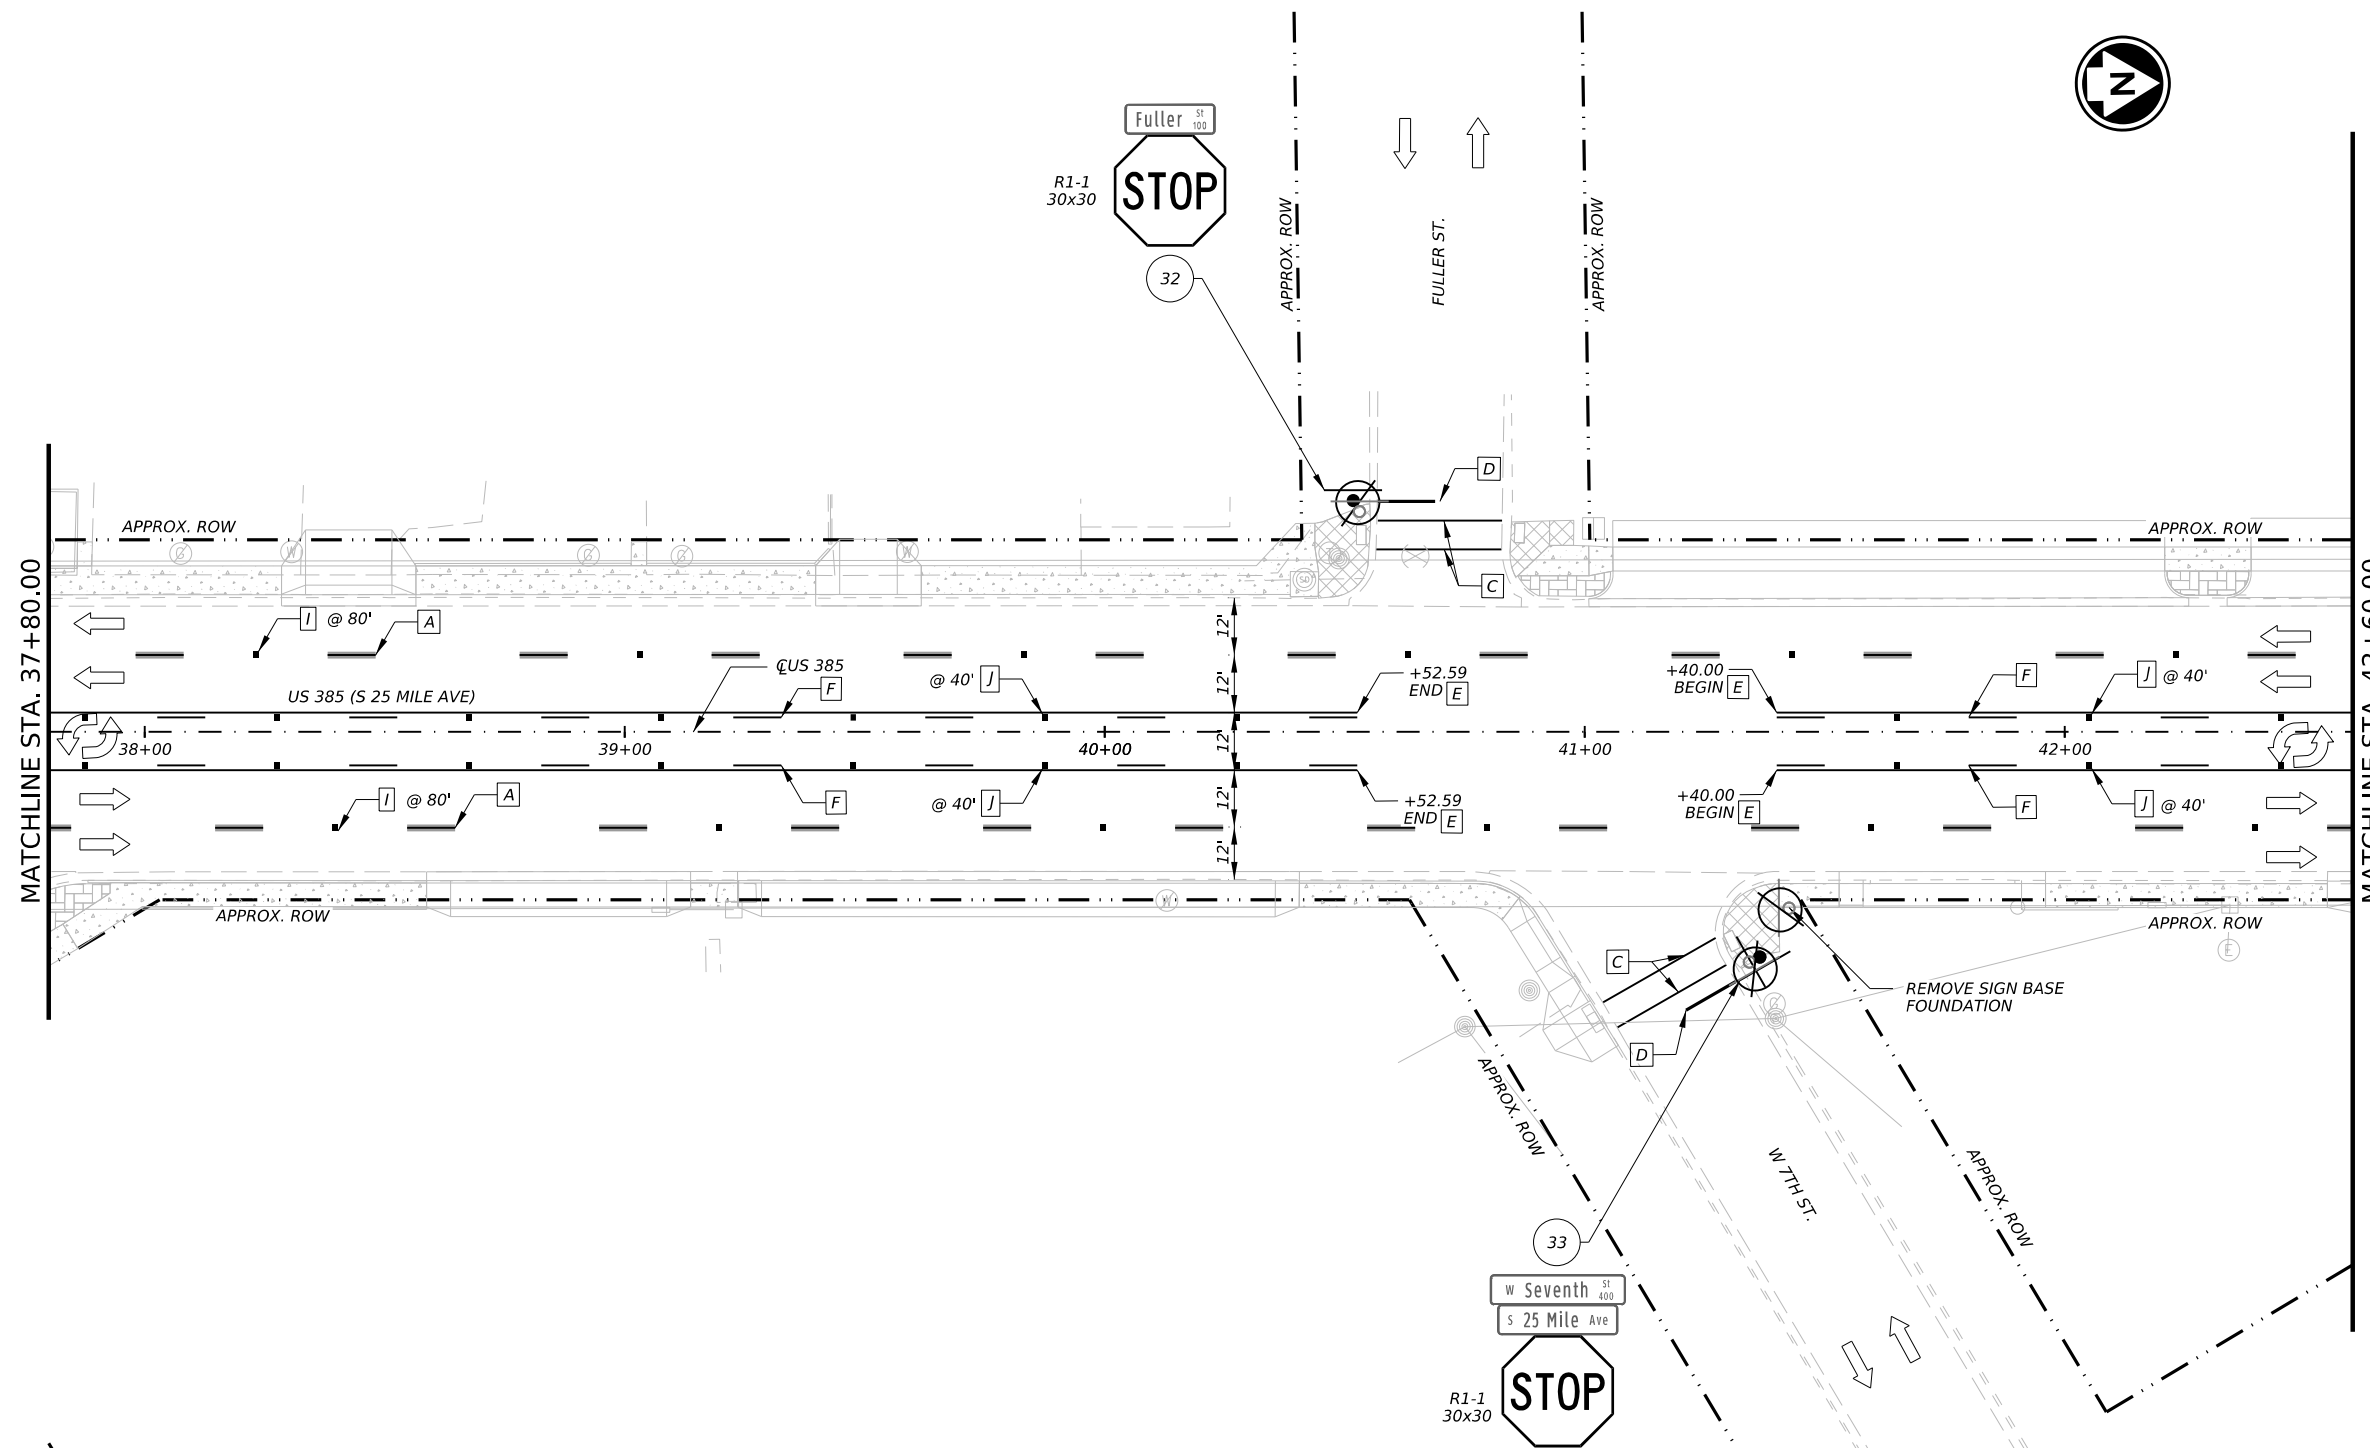 N
Fuller St 100
STOP
R1-1
30x30
32
APPROX. ROW
FULLER ST.
APPROX. ROW
D
C
APPROX. ROW
APPROX. ROW
G
W
G
G
W
SD
MATCHLINE STA. 37+80.00
I @ 80'
A
12'
℄ US 385
F
US 385 (S 25 MILE AVE)
@ 40' J
12'
+52.59
END E
+40.00
BEGIN E
F
J @ 40'
38+00
39+00
40+00
12'
41+00
42+00
I @ 80'
A
F
@ 40' J
12'
+52.59
END E
+40.00
BEGIN E
F
J @ 40'
12'
APPROX. ROW
W
APPROX. ROW
E
C
D
G
REMOVE SIGN BASE
FOUNDATION
APPROX. ROW
W 7TH ST.
APPROX. ROW
33
W Seventh St 400
S 25 Mile Ave
STOP
R1-1
30x30